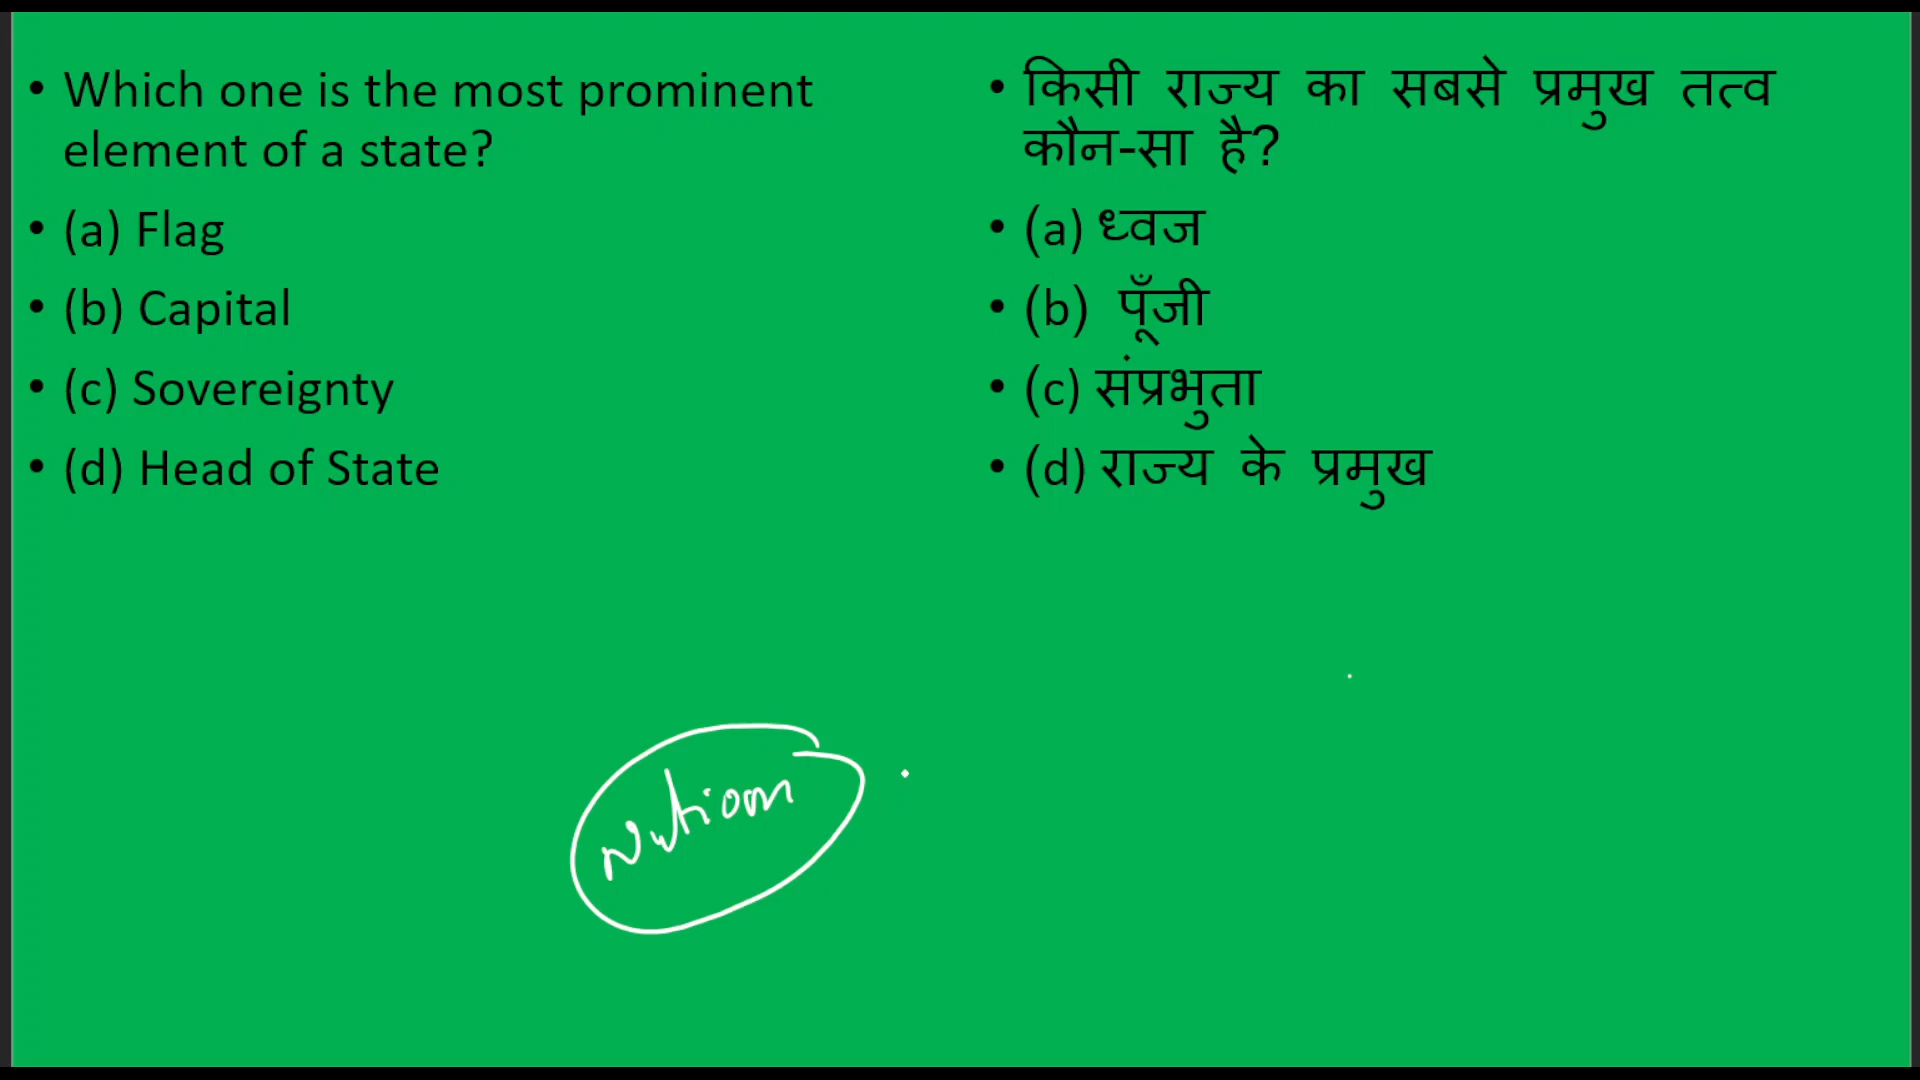 • Which one is the most prominent
element of a state?
• (a) Flag
• (b) Capital
• (c) Sovereignty
• (d) Head of State
• किसी राज्य का सबसे प्रमुख तत्व
कौन-सा है?
• (a) ध्वज
• (b) पूँजी
• (c) संप्रभुता
• (d) राज्य के प्रमुख
Nation